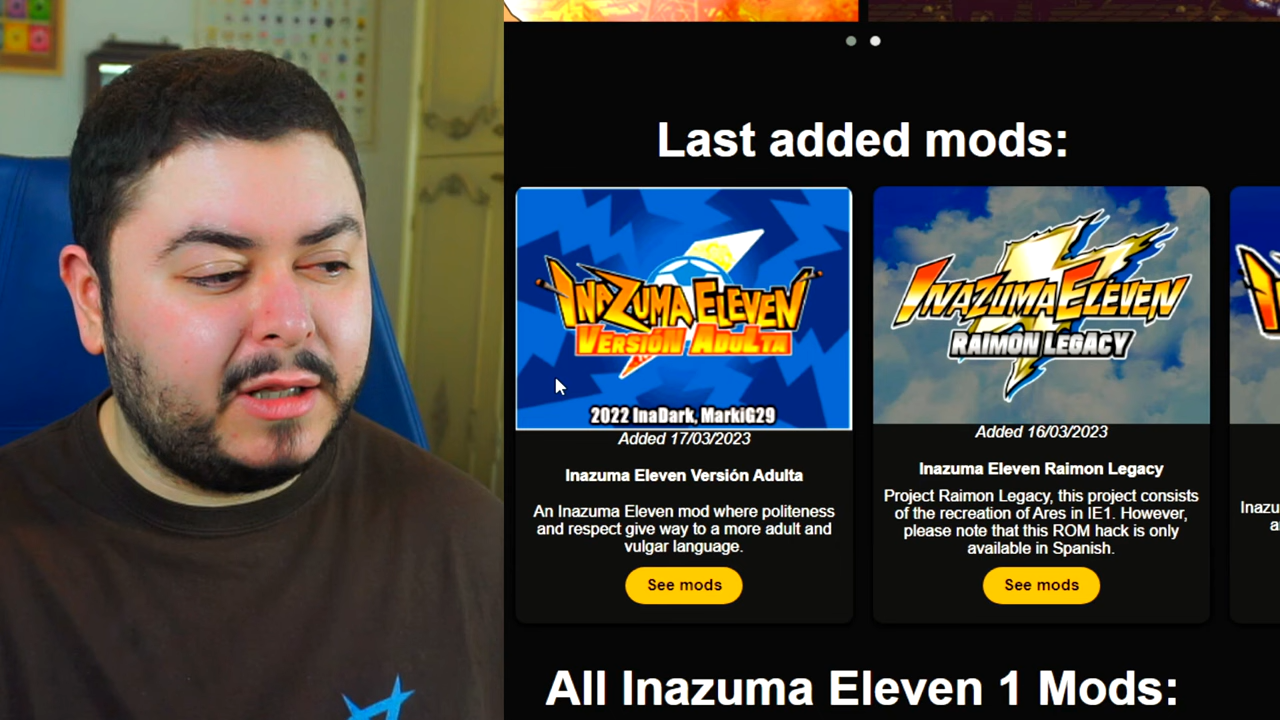 Last added mods:
INAZUMA ELEVEN
VERSIÓN ADULTA
2022 InaDark, MarkiG29
Added 17/03/2023
Inazuma Eleven Versión Adulta
An Inazuma Eleven mod where politeness
and respect give way to a more adult and
vulgar language.
See mods
INAZUMA ELEVEN
RAIMON LEGACY
Added 16/03/2023
Inazuma Eleven Raimon Legacy
Project Raimon Legacy, this project consists
of the recreation of Ares in IE1. However,
please note that this ROM hack is only
available in Spanish.
See mods
Inazu
a
All Inazuma Eleven 1 Mods: